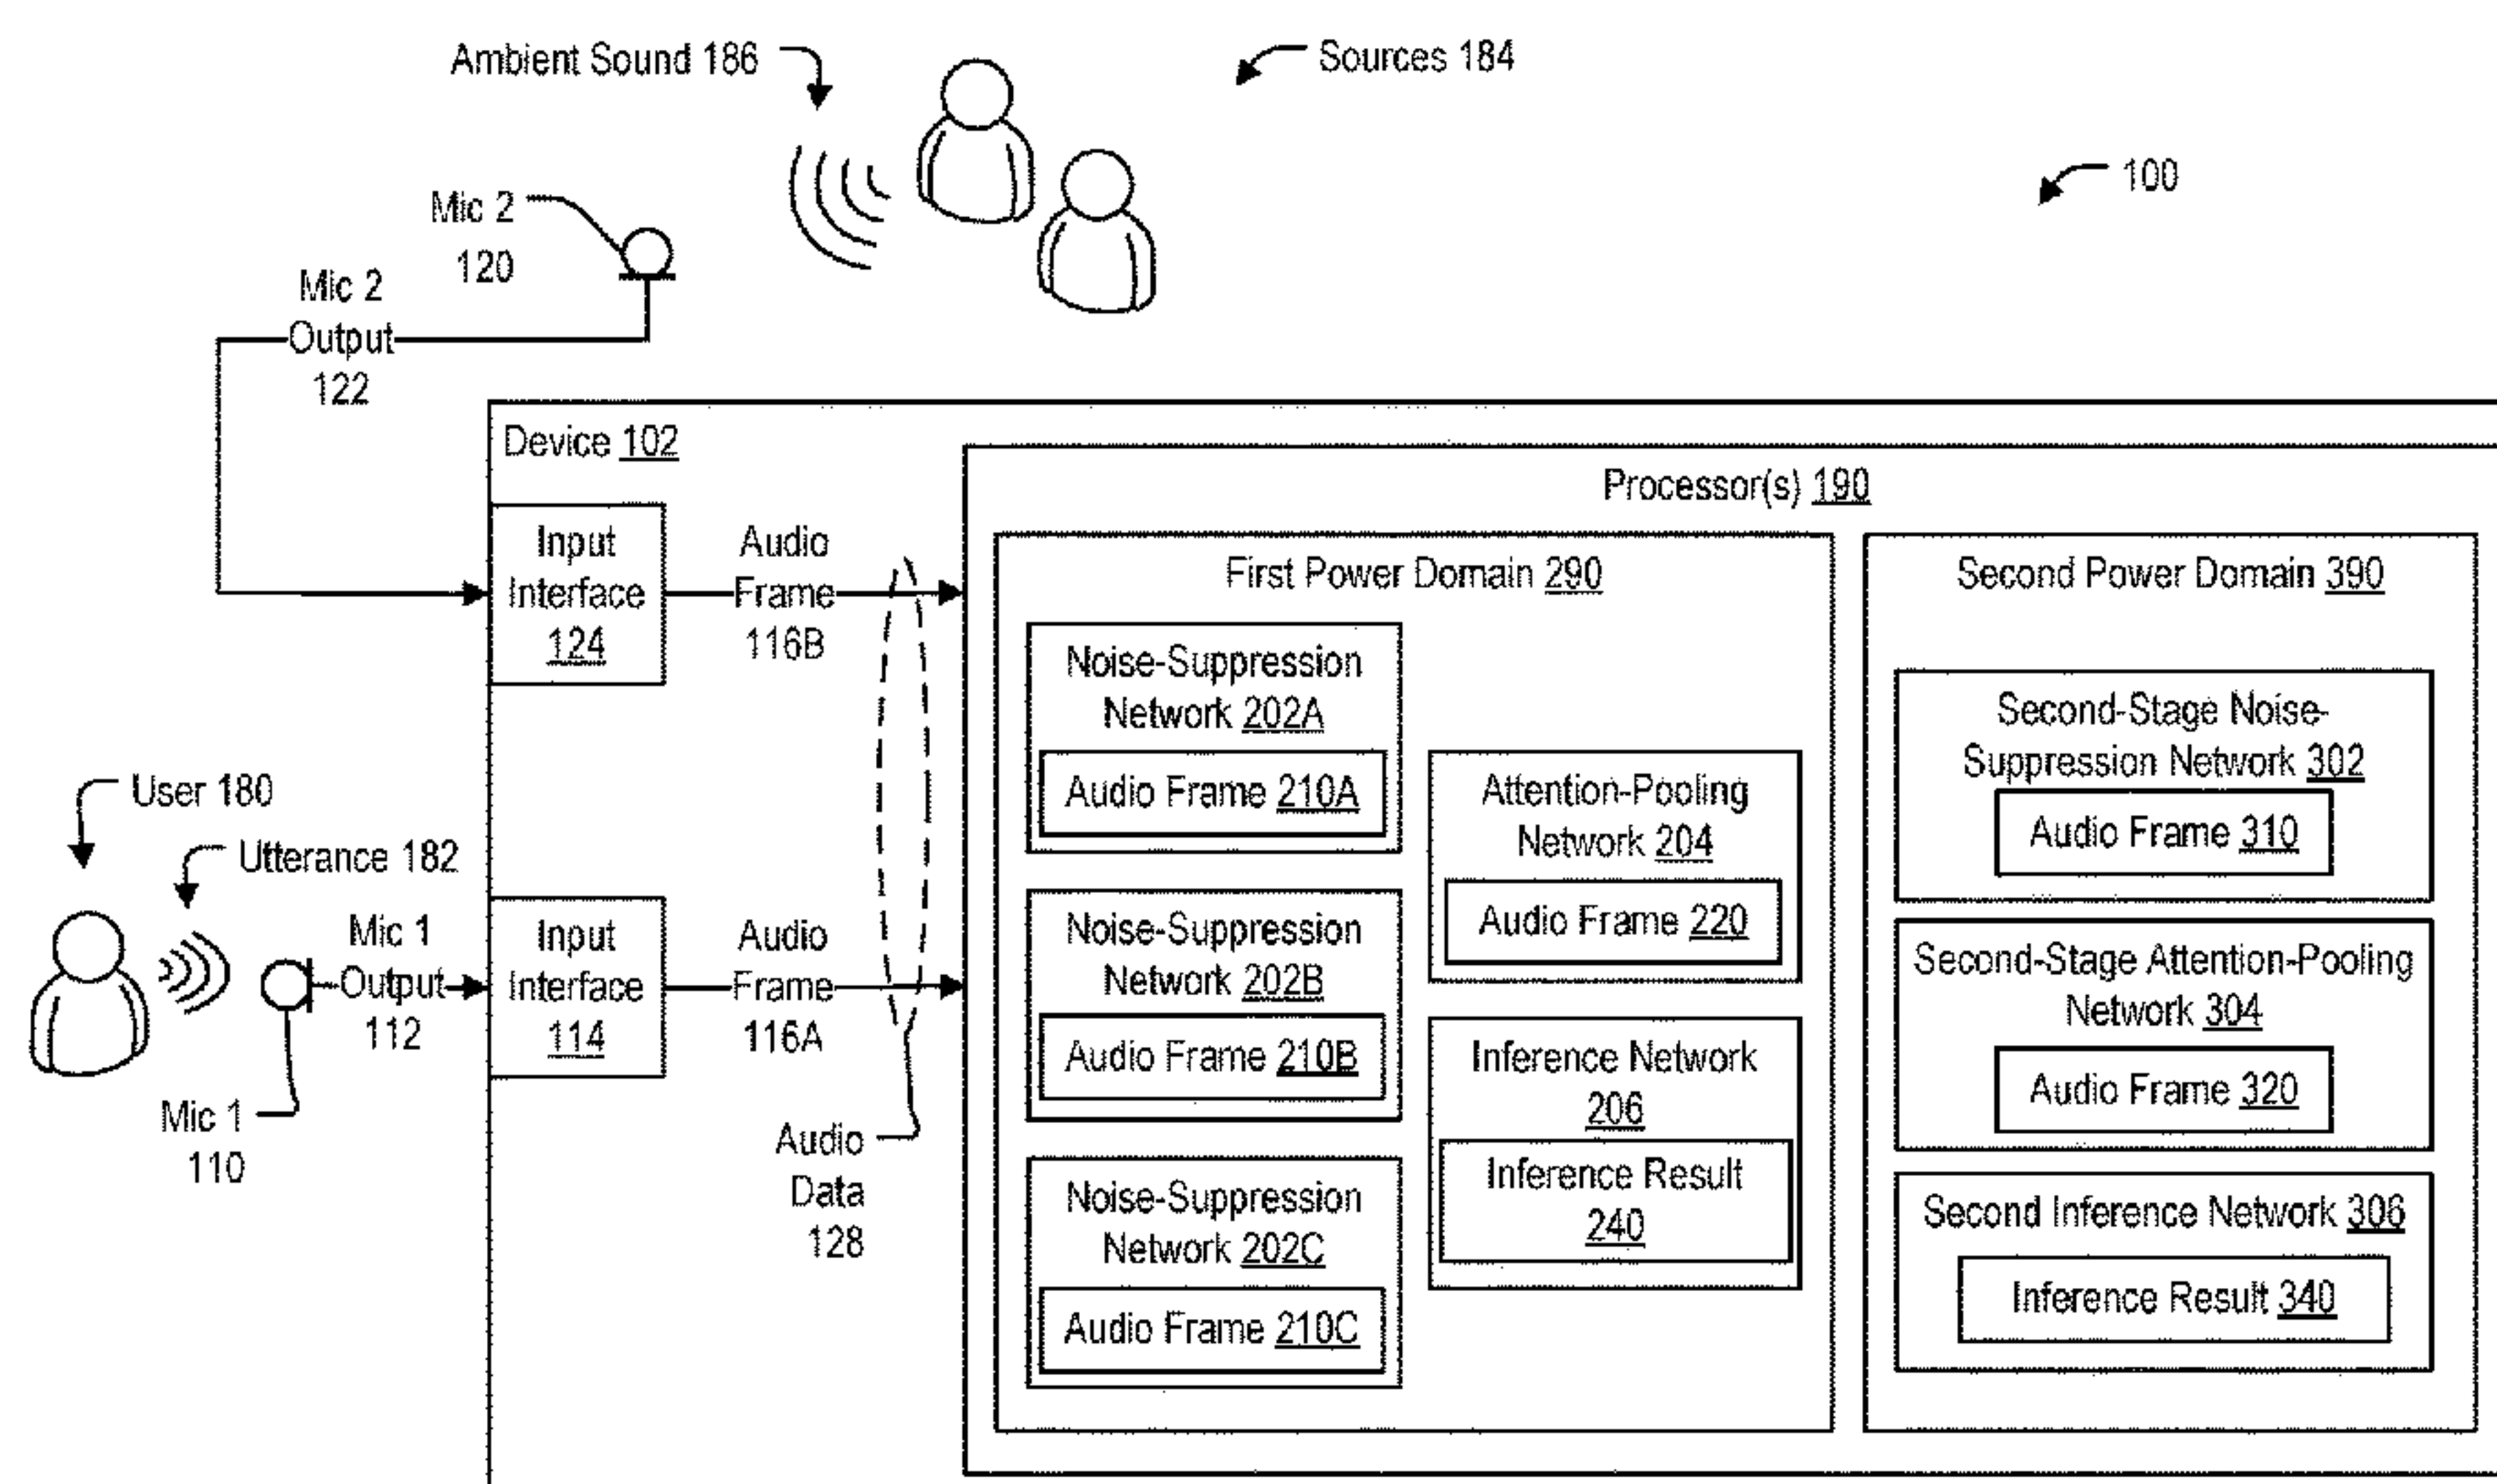 Ambient Sound 186
Sources 184
100
Mic 2
120
Mic 2
Output
122
Device 102
Processor(s) 190
Input
Interface
124
Audio
Frame
116B
First Power Domain 290
Noise-Suppression
Network 202A
Audio Frame 210A
Noise-Suppression
Network 202B
Audio Frame 210B
Noise-Suppression
Network 202C
Audio Frame 210C
Attention-Pooling
Network 204
Audio Frame 220
Inference Network
206
Inference Result
240
Second Power Domain 390
Second-Stage Noise-
Suppression Network 302
Audio Frame 310
Second-Stage Attention-Pooling
Network 304
Audio Frame 320
Second Inference Network 306
Inference Result 340
User 180
Utterance 182
Mic 1
Output
112
Input
Interface
114
Audio
Frame
116A
Mic 1
110
Audio
Data
128